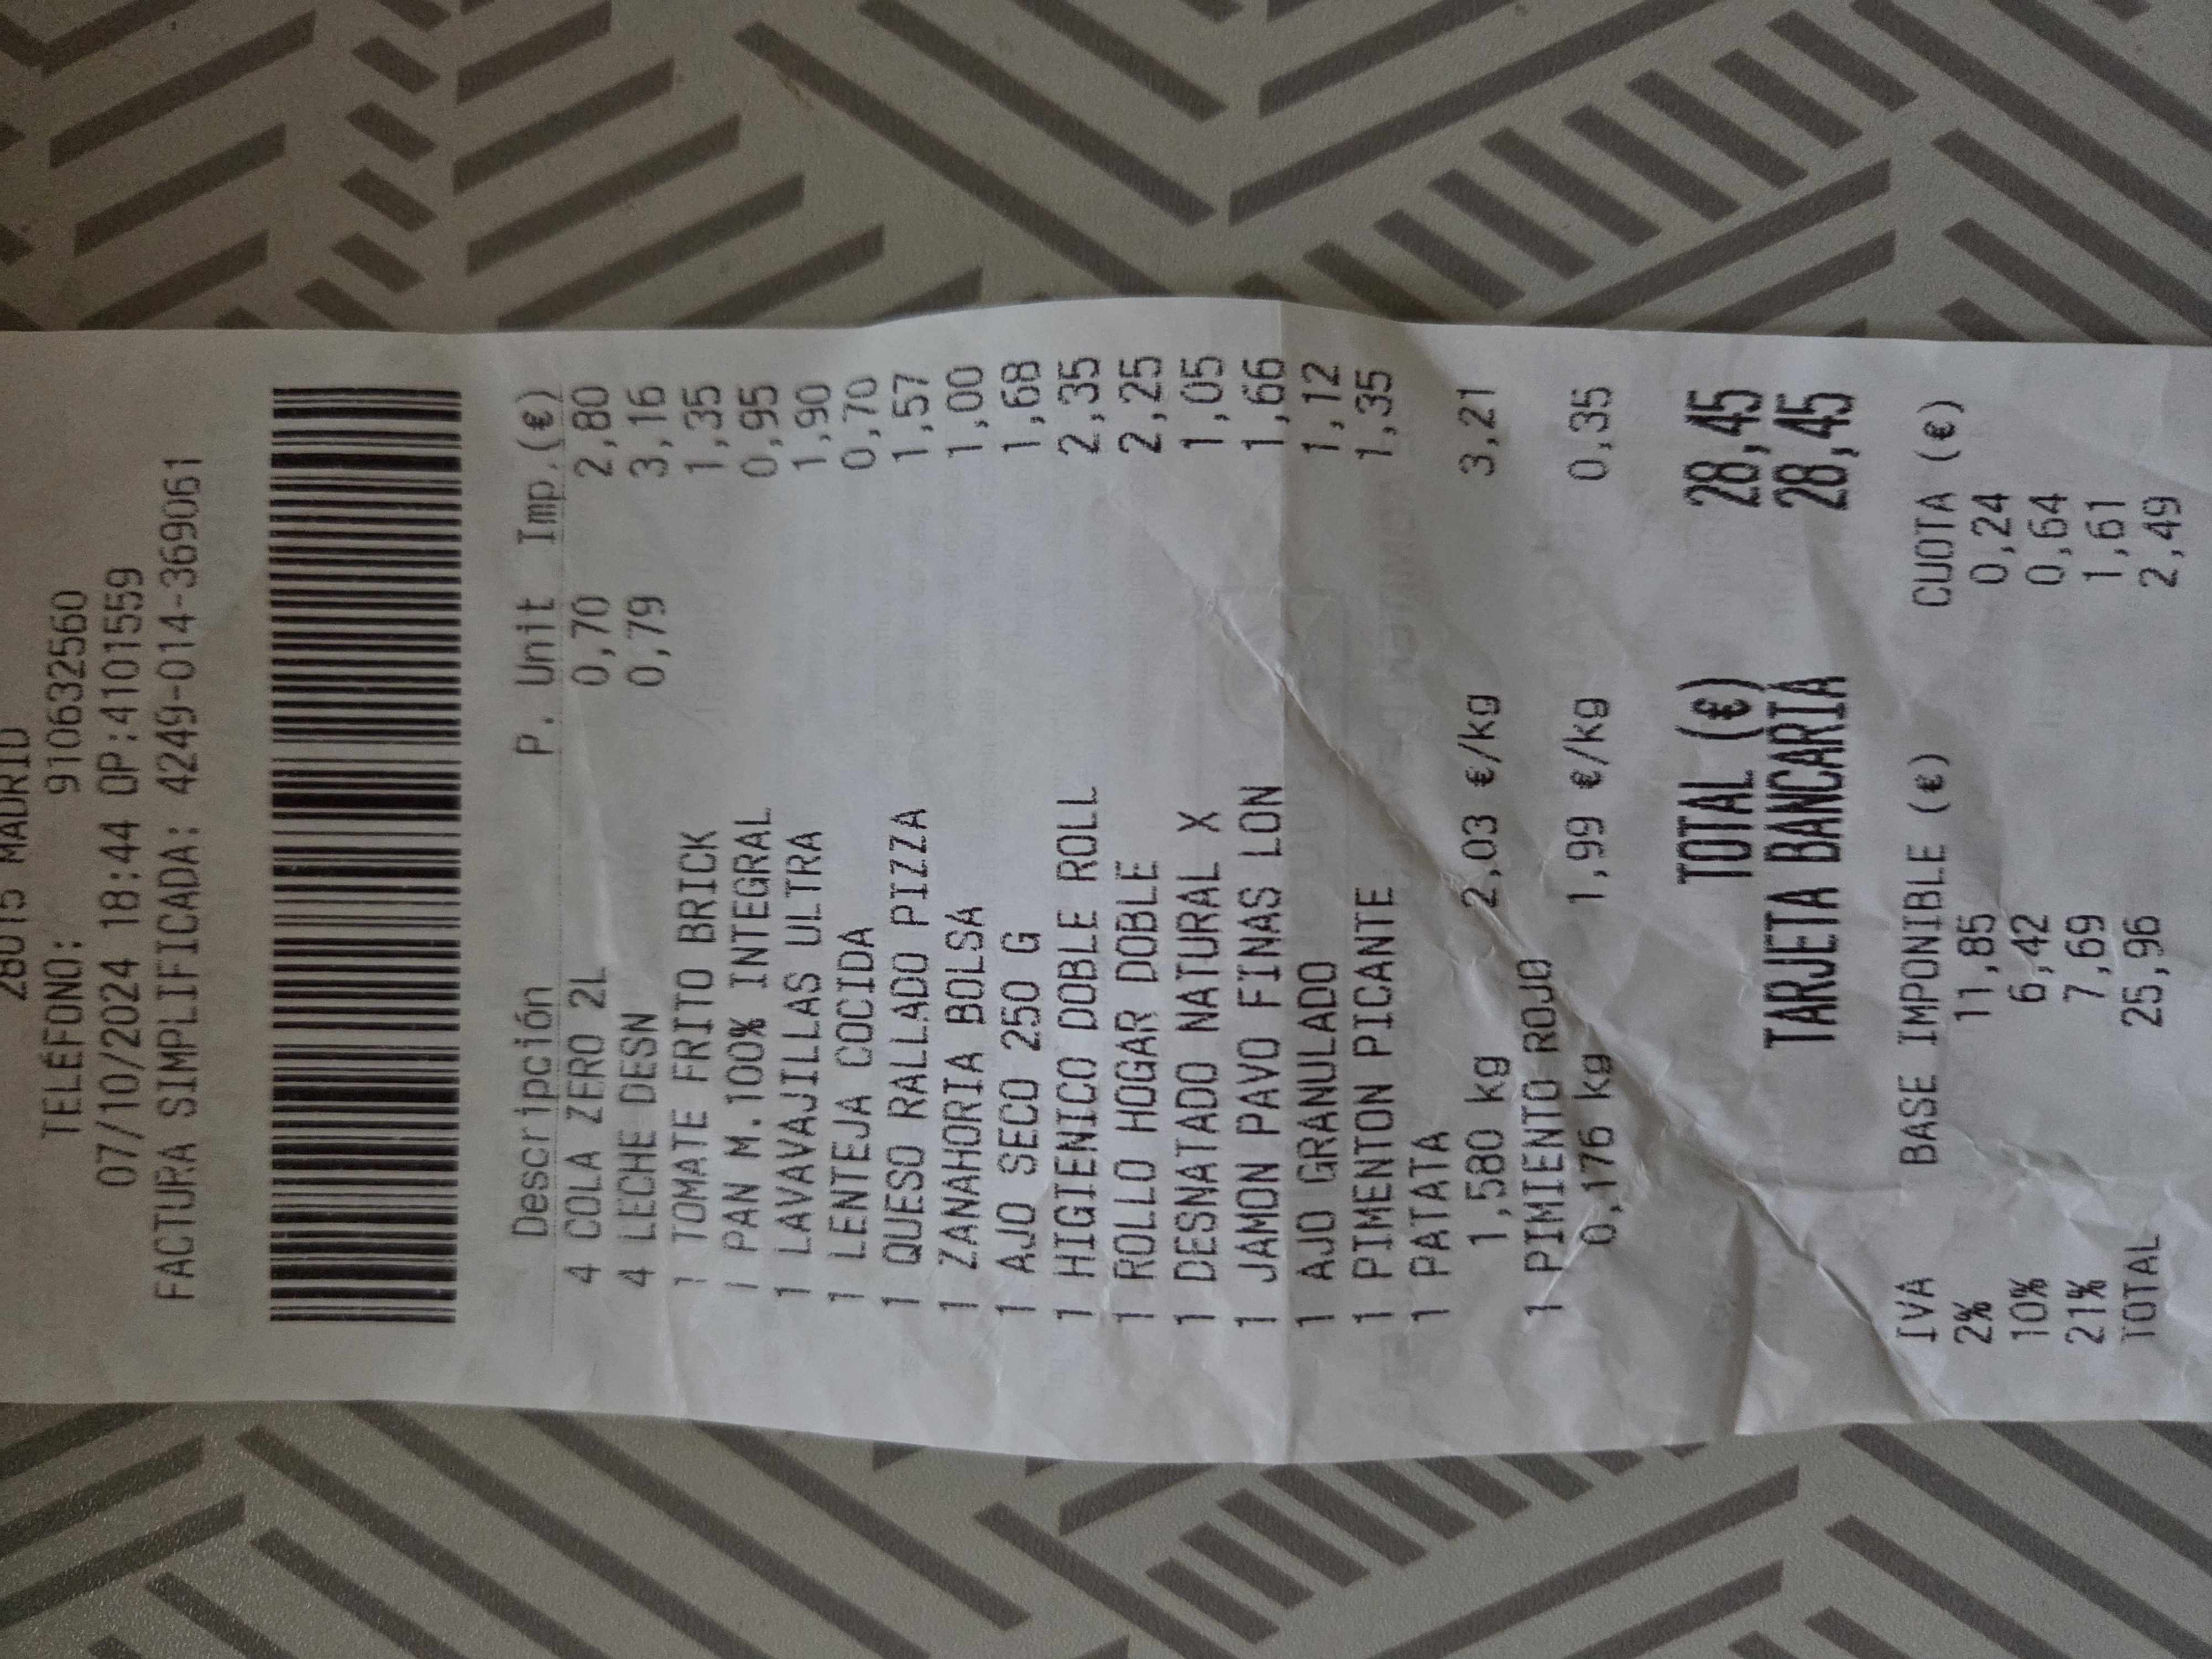 28015 MADRID
TELÉFONO: 910632560
07/10/2024 18:44 OP:4101559
FACTURA SIMPLIFICADA: 4249-014-369061
Descripción P. Unit Imp.(€)
4 COLA ZERO 2L 0,70 2,80
4 LECHE DESN 0,79 3,16
1 TOMATE FRITO BRICK 1,35
1 PAN M.100% INTEGRAL 0,95
1 LAVAVAJILLAS ULTRA 1,90
1 LENTEJA COCIDA 0,70
1 QUESO RALLADO PIZZA 1,57
1 ZANAHORIA BOLSA 1,00
1 AJO SECO 250 G 1,68
1 HIGIENICO DOBLE ROLL 2,35
1 ROLLO HOGAR DOBLE 2,25
1 DESNATADO NATURAL X 1,05
1 JAMON PAVO FINAS LON 1,66
1 AJO GRANULADO 1,12
1 PIMENTON PICANTE 1,35
1 PATATA
1,580 kg 2,03 €/kg 3,21
1 PIMIENTO ROJO
0,176 kg 1,99 €/kg 0,35
TOTAL (€) 28,45
TARJETA BANCARIA 28,45
IVA BASE IMPONIBLE (€) CUOTA (€)
2% 11,85 0,24
10% 6,42 0,64
21% 7,69 1,61
TOTAL 25,96 2,49